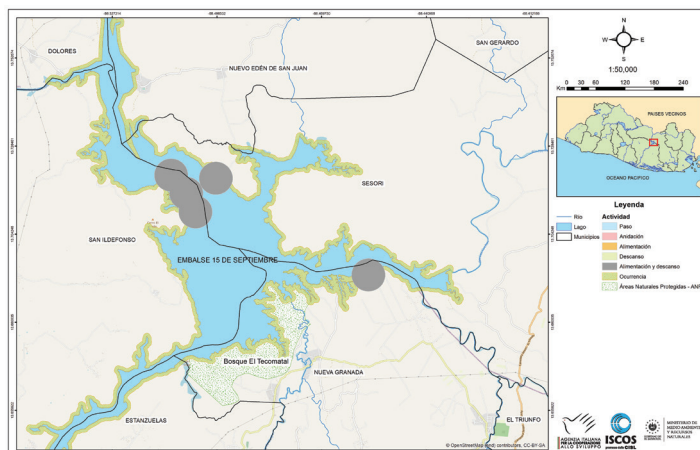 DOLORES
NUEVO EDÉN DE SAN JUAN
SAN GERARDO
SESORI
SAN ILDEFONSO
EMBALSE 15 DE SEPTIEMBRE
Bosque El Tecomatal
NUEVA GRANADA
ESTANZUELAS
EL TRIUNFO
© OpenStreetMap (and) contributors, CC-BY-SA
N
W E
S
1:50,000
Km
0 30 60 120 180 240
PAISES VECINOS
OCEANO PACIFICO
Leyenda
Río
Lago
Municipios
Actividad
Paso
Anidación
Alimentación
Descanso
Alimentación y descanso
Ocurrencia
Áreas Naturales Protegidas - ANP
AGENZIA ITALIANA
PER LA COOPERAZIONE
ALLO SVILUPPO
ISCOS
MINISTERIO DE
MEDIO AMBIENTE
Y RECURSOS
NATURALES